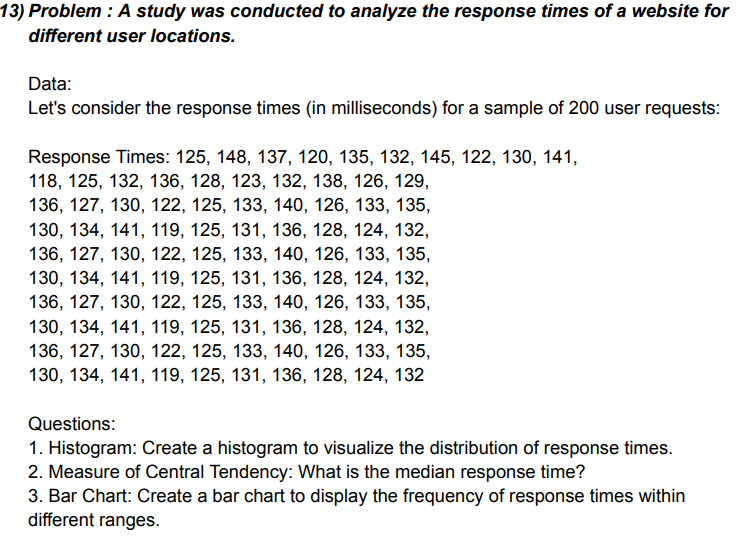 13) Problem : A study was conducted to analyze the response times of a website for
different user locations.
Data:
Let's consider the response times (in milliseconds) for a sample of 200 user requests:
Response Times: 125, 148, 137, 120, 135, 132, 145, 122, 130, 141,
118, 125, 132, 136, 128, 123, 132, 138, 126, 129,
136, 127, 130, 122, 125, 133, 140, 126, 133, 135,
130, 134, 141, 119, 125, 131, 136, 128, 124, 132,
136, 127, 130, 122, 125, 133, 140, 126, 133, 135,
130, 134, 141, 119, 125, 131, 136, 128, 124, 132,
136, 127, 130, 122, 125, 133, 140, 126, 133, 135,
130, 134, 141, 119, 125, 131, 136, 128, 124, 132,
136, 127, 130, 122, 125, 133, 140, 126, 133, 135,
130, 134, 141, 119, 125, 131, 136, 128, 124, 132
Questions:
1. Histogram: Create a histogram to visualize the distribution of response times.
2. Measure of Central Tendency: What is the median response time?
3. Bar Chart: Create a bar chart to display the frequency of response times within
different ranges.